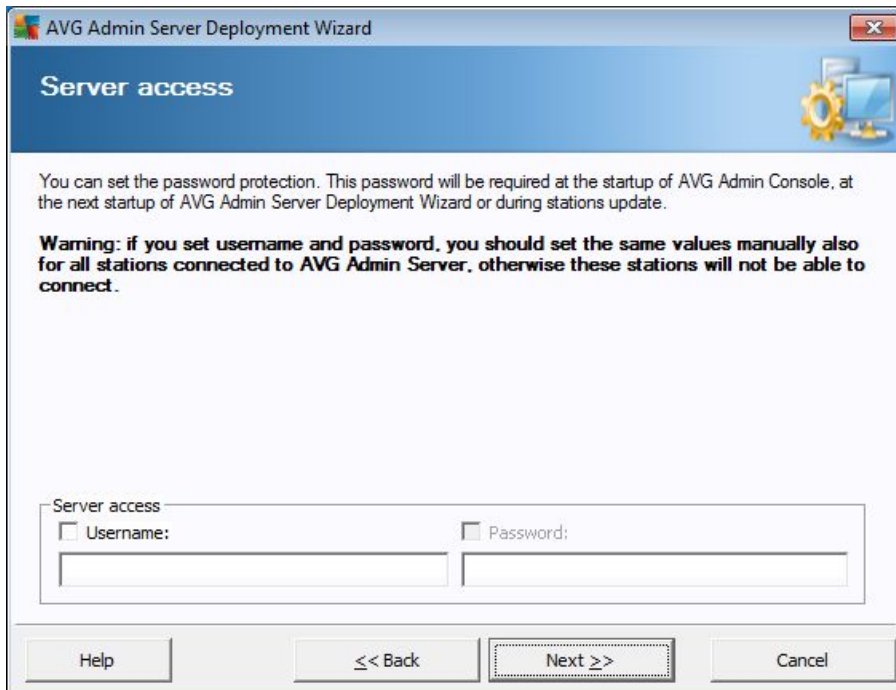 AVG Admin Server Deployment Wizard
Server access
You can set the password protection. This password will be required at the startup of AVG Admin Console, at
the next startup of AVG Admin Server Deployment Wizard or during stations update.
Warning: if you set username and password, you should set the same values manually also
for all stations connected to AVG Admin Server, otherwise these stations will not be able to
connect.
Server access
Username:
Password:
Help
<< Back
Next >>
Cancel